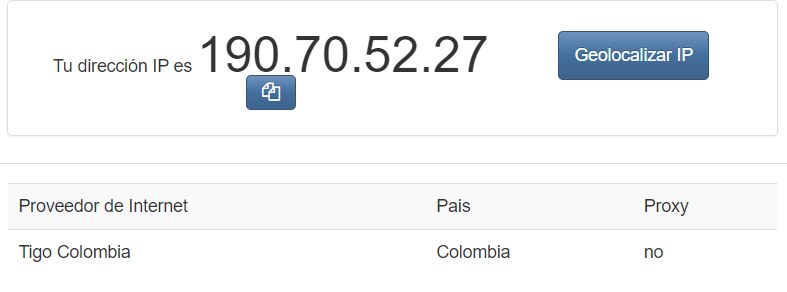 Tu dirección IP es 190.70.52.27
Geolocalizar IP
Proveedor de Internet Pais Proxy
Tigo Colombia Colombia no